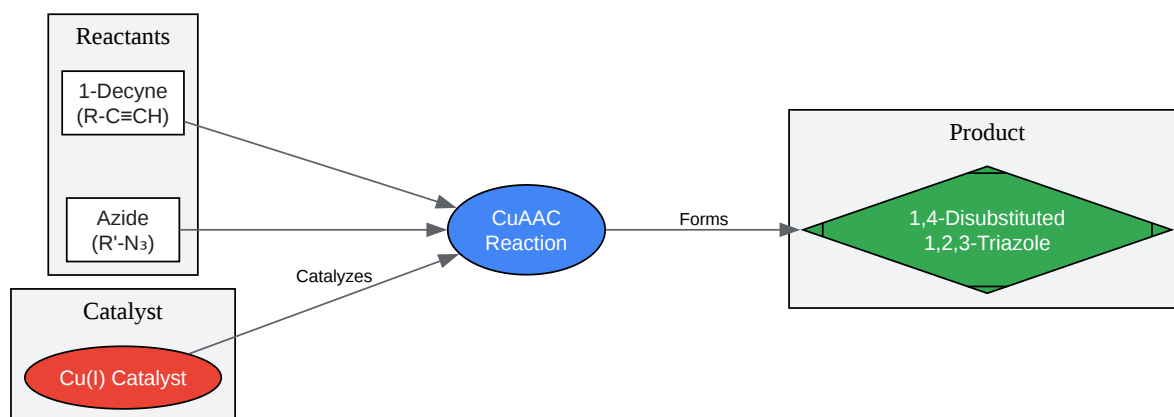 Reactants
1-Decyne
(R-C≡CH)
Azide
(R'-N₃)
Catalyzes
Catalyst
Cu(I) Catalyst
CuAAC
Reaction
Forms
Product
1,4-Disubstituted
1,2,3-Triazole